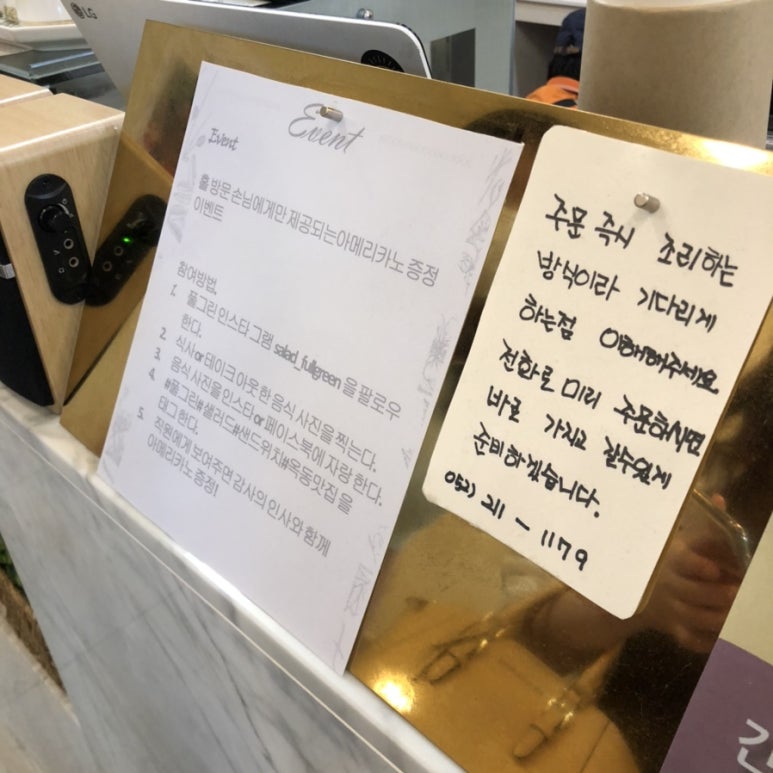 LG
Event
Event
홀 방문 손님에게만 제공되는 아메리카노 증정
이벤트
참여방법.
1. 풀그린 인스타 그램 salad_fullgreen 을 팔로우
한다.
2. 식사 or 테이크 아웃 한 음식 사진을 찍는다.
3. 음식 사진을 인스타 or 페이스북에 자랑 한다.
4. #풀그린#샐러드#샌드위치#옥동맛집 을
태그 한다.
5. 직원에게 보여주면 감사의 인사와 함께
아메리카노 증정!
주문 즉시 조리하는
방식이라 기다리게
하는점 이해해주세요
전화로 미리 주문하시면
바로 가지고 갈수있게
준비하겠습니다.
052) 211 - 1179